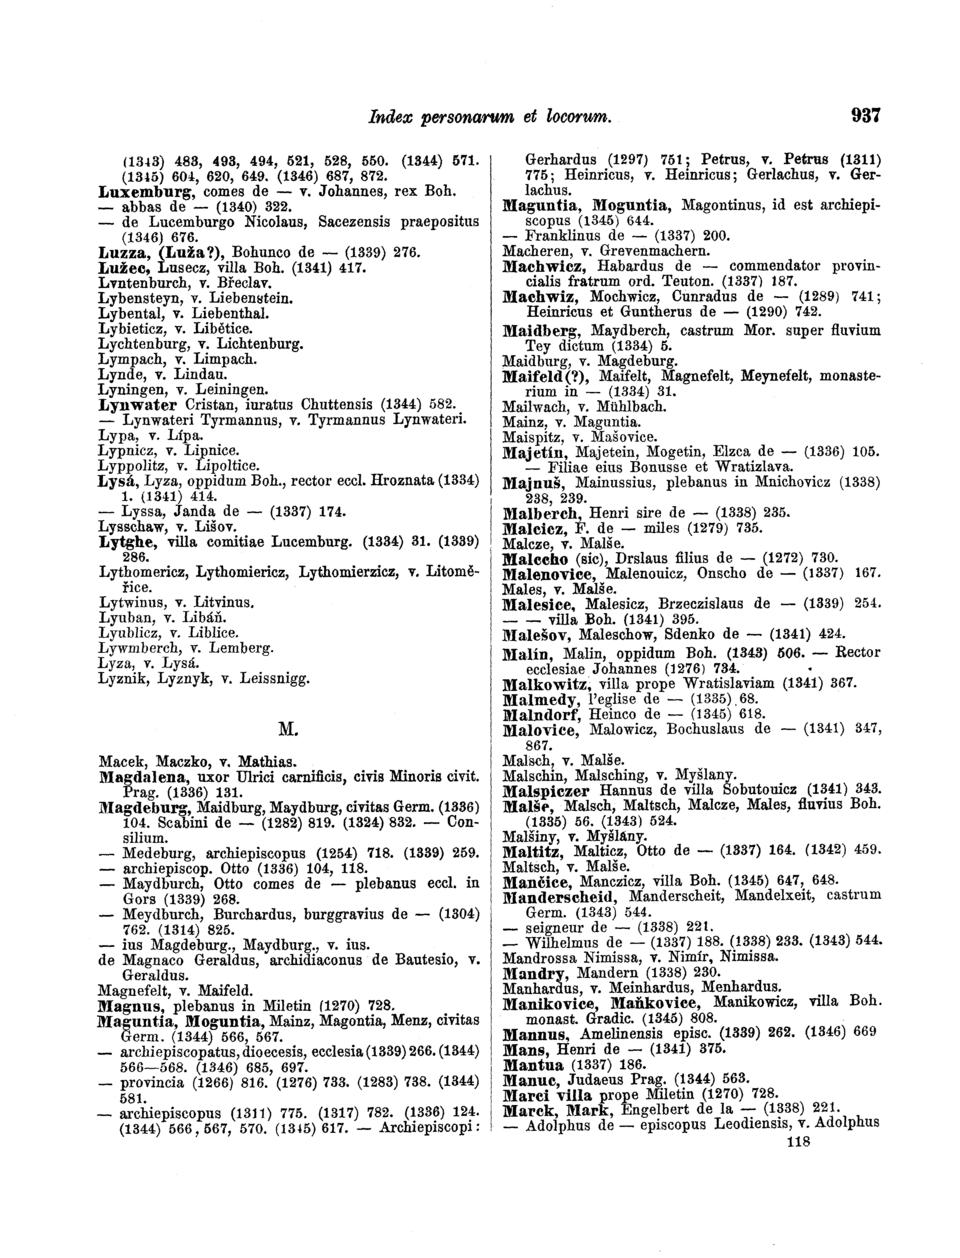 Index personarum et locorum.
937
(1343) 483, 493, 494, 521, 528, 550. (1344) 571.
(1345) 604, 620, 649. (1346) 687, 872.
Luxemburg, comes de — v. Johannes, rex Boh.
— abbas de — (1340) 322.
— de Lucemburgo Nicolaus, Sacezensis praepositus
(1346) 676.
Luzza, (Luža?), Bohunco de — (1339) 276.
Lužec, Lusecz, villa Boh. (1341) 417.
Lvntenburch, v. Břeclav.
Lybensteyn, v. Liebenstein.
Lybental, v. Liebenthal.
Lybieticz, v. Libětice.
Lychtenburg, v. Lichtenburg.
Lympach, v. Limpach.
Lynde, v. Lindau.
Lyningen, v. Leiningen.
Lynwater Cristan, iuratus Chuttensis (1344) 582.
— Lynwateri Tyrmannus, v. Tyrmannus Lynwateri.
Lypa, v. Lípa.
Lypnicz, v. Lipnice.
Lyppolitz, v. Lipoltice.
Lysá, Lyza, oppidum Boh., rector eccl. Hroznata (1334)
1. (1341) 414.
— Lyssa, Janda de — (1337) 174.
Lysschaw, v. Lišov.
Lytghe, villa comitiae Lucemburg. (1334) 31. (1339)
286.
Lythomericz, Lythomiericz, Lythomierzicz, v. Litomě-
řice.
Lytwinus, v. Litvinus.
Lyuban, v. Libáň.
Lyublicz, v. Liblice.
Lywmberch, v. Lemberg.
Lyza, v. Lysá.
Lyznik, Lyznyk, v. Leissnigg.
M.
Macek, Maczko, v. Mathias.
Magdalena, uxor Ulrici carnificis, civis Minoris civit.
Prag. (1336) 131.
Magdeburg, Maidburg, Maydburg, civitas Germ. (1336)
104. Scabini de — (1282) 819. (1324) 832. — Con-
silium.
— Medeburg, archiepiscopus (1254) 718. (1339) 259.
— archiepiscop. Otto (1336) 104, 118.
— Maydburch, Otto comes de — plebanus eccl. in
Gors (1339) 268.
— Meydburch, Burchardus, burggravius de — (1304)
762. (1314) 825.
— ius Magdeburg., Maydburg., v. ius.
de Magnaco Geraldus, archidiaconus de Bautesio, v.
Geraldus.
Magnefelt, v. Maifeld.
Magnus, plebanus in Miletin (1270) 728.
Maguntia, Moguntia, Mainz, Magontia, Menz, civitas
Germ. (1344) 566, 567.
— archiepiscopatus, dioecesis, ecclesia (1339) 266. (1344)
566—568. (1346) 685, 697.
— provincia (1266) 816. (1276) 733. (1283) 738. (1344)
581.
— archiepiscopus (1311) 775. (1317) 782. (1336) 124.
(1344) 566, 567, 570. (1345) 617. — Archiepiscopi:
Gerhardus (1297) 751; Petrus, v. Petrus (1311)
775; Heinricus, v. Heinricus; Gerlachus, v. Ger-
lachus.
Maguntia, Moguntia, Magontinus, id est archiepi-
scopus (1345) 644.
— Franklinus de — (1337) 200.
Macheren, v. Grevenmachern.
Machwicz, Habardus de — commendator provin-
cialis fratrum ord. Teuton. (1337) 187.
Machwiz, Mochwicz, Cunradus de — (1289) 741;
Heinricus et Guntherus de — (1290) 742.
Maidberg, Maydberch, castrum Mor. super fluvium
Tey dictum (1334) 5.
Maidburg, v. Magdeburg.
Maifeld(?), Maifelt, Magnefelt, Meynefelt, monaste-
rium in — (1334) 31.
Mailwach, v. Mühlbach.
Mainz, v. Maguntia.
Maispitz, v. Mašovice.
Majetín, Majetein, Mogetin, Elzca de — (1336) 105.
— Filiae eius Bonusse et Wratizlava.
Majnuš, Mainussius, plebanus in Mnichovicz (1338)
238, 239.
Malberch, Henri sire de — (1338) 235.
Malcicz, F. de — miles (1279) 735.
Malcze, v. Malše.
Malecho (sic), Drslaus filius de — (1272) 730.
Malenovice, Malenouicz, Onscho de — (1337) 167.
Males, v. Malše.
Malesice, Malesicz, Brzeczislaus de — (1339) 254.
— — villa Boh. (1341) 395.
Malešov, Maleschow, Sdenko de — (1341) 424.
Malín, Malin, oppidum Boh. (1343) 506. — Rector
ecclesiae Johannes (1276) 734.
Malkowitz, villa prope Wratislaviam (1341) 367.
Malmedy, l'eglise de — (1335) 68.
Malndorf, Heinco de — (1345) 618.
Malovice, Malowicz, Bochuslaus de — (1341) 347,
867.
Malsch, v. Malše.
Malschin, Malsching, v. Myšlany.
Malspiczer Hannus de villa Sobutouicz (1341) 343.
Malše, Malsch, Maltsch, Malcze, Males, fluvius Boh.
(1335) 56. (1343) 524.
Malšiny, v. Myšlány.
Maltitz, Malticz, Otto de — (1337) 164. (1342) 459.
Maltsch, v. Malše.
Mančice, Manczicz, villa Boh. (1345) 647, 648.
Manderscheid, Manderscheit, Mandelxeit, castrum
Germ. (1343) 544.
— seigneur de — (1338) 221.
— Wilhelmus de — (1337) 188. (1338) 233. (1343) 544.
Mandrossa Nimissa, v. Nimír, Nimissa.
Mandry, Mandern (1338) 230.
Manhardus, v. Meinhardus, Menhardus.
Manikovice, Maňkovice, Manikowicz, villa Boh.
monast. Gradic. (1345) 808.
Mannus, Amelinensis episc. (1339) 262. (1346) 669
Mans, Henri de — (1341) 375.
Mantua (1337) 186.
Manuc, Judaeus Prag. (1344) 563.
Marci villa prope Miletin (1270) 728.
Marck, Mark, Engelbert de la — (1338) 221.
— Adolphus de — episcopus Leodiensis, v. Adolphus
118